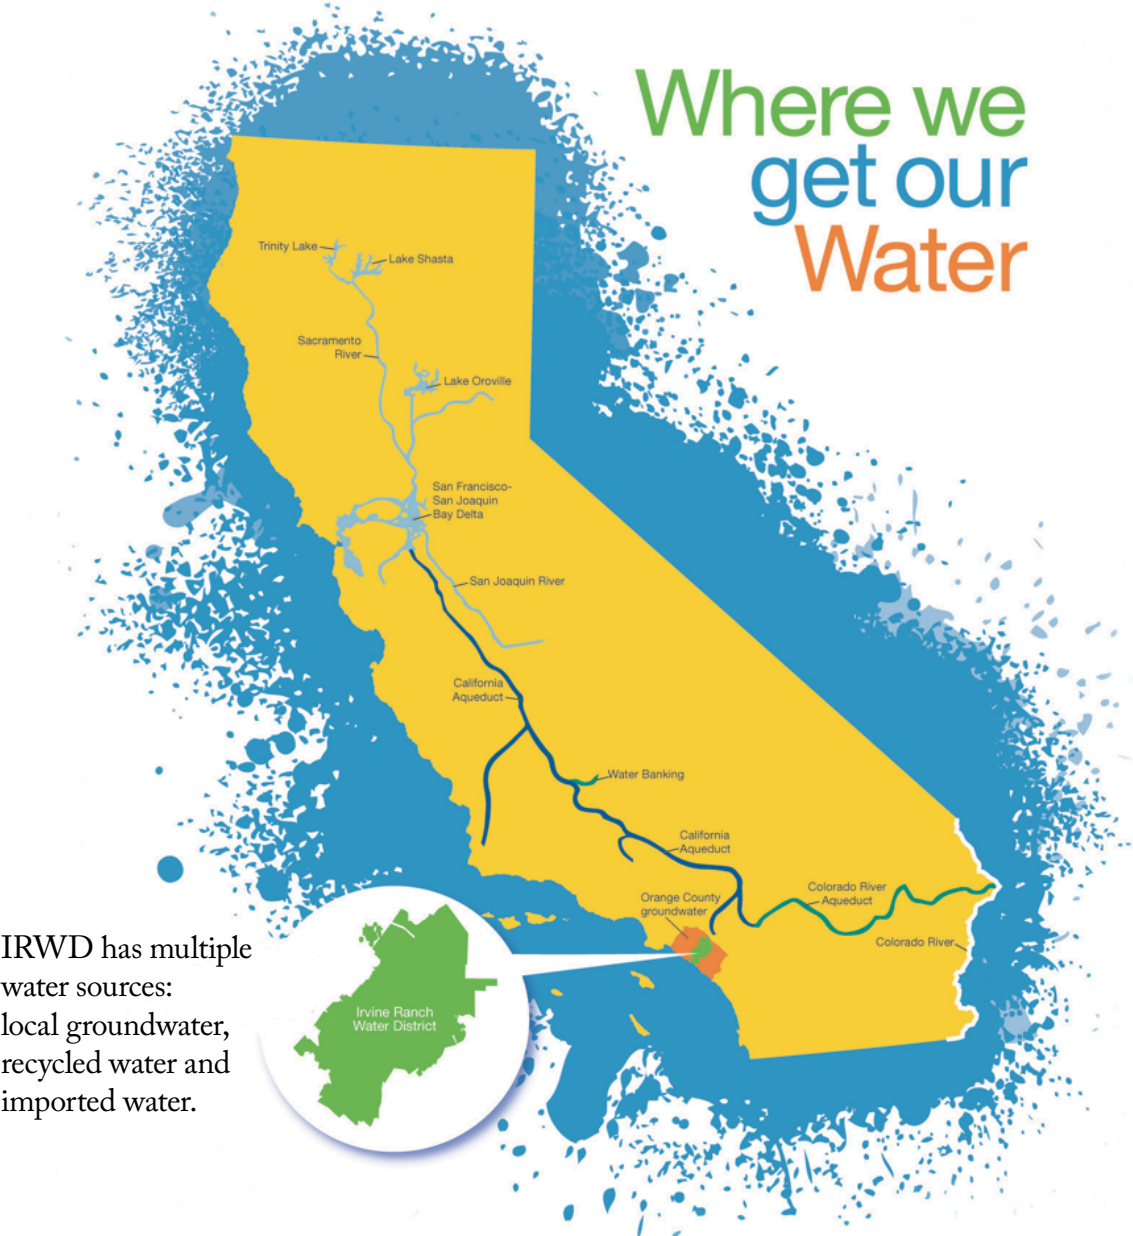 Where we
get our
Water
Trinity Lake
Lake Shasta
Sacramento
River
Lake Oroville
San Francisco-
San Joaquin
Bay Delta
San Joaquin River
California
Aqueduct
Water Banking
California
Aqueduct
Orange County
groundwater
Colorado River
Aqueduct
Colorado River
IRWD has multiple
water sources:
local groundwater,
recycled water and
imported water.
Irvine Ranch
Water District